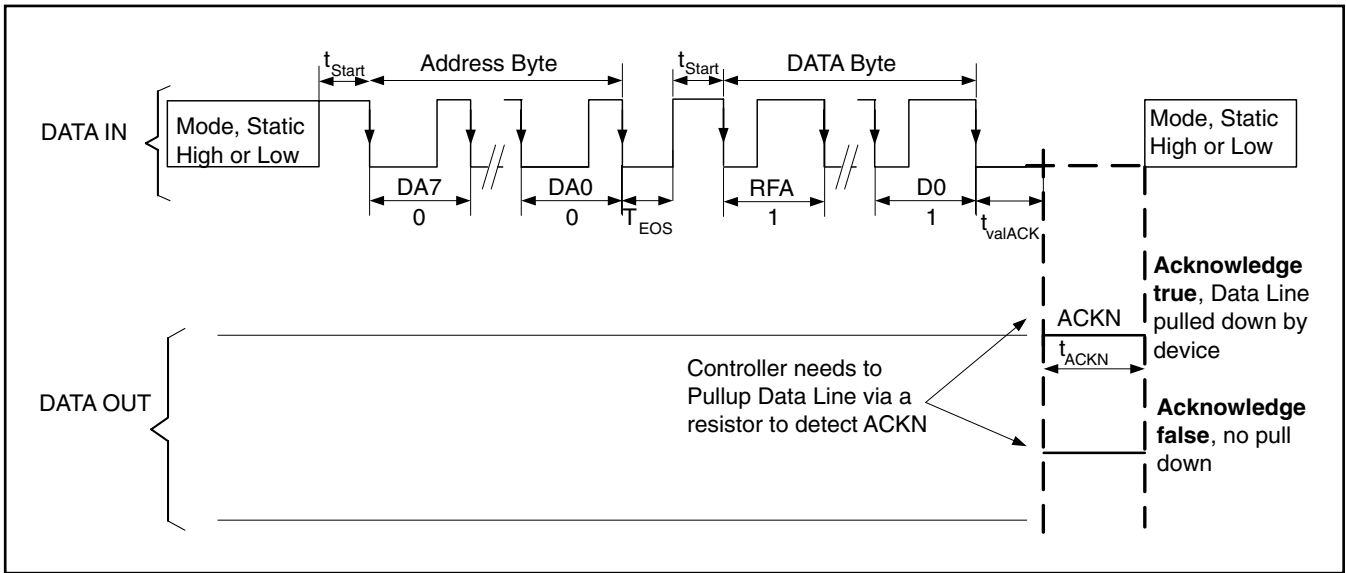 tStart
Address Byte
tStart
DATA Byte
DATA IN
Mode, Static
High or Low
Mode, Static
High or Low
DA7
0
DA0
0
TEOS
RFA
1
D0
1
tvalACK
DATA OUT
Controller needs to
Pullup Data Line via a
resistor to detect ACKN
ACKN
tACKN
Acknowledge
true, Data Line
pulled down by
device
Acknowledge
false, no pull
down